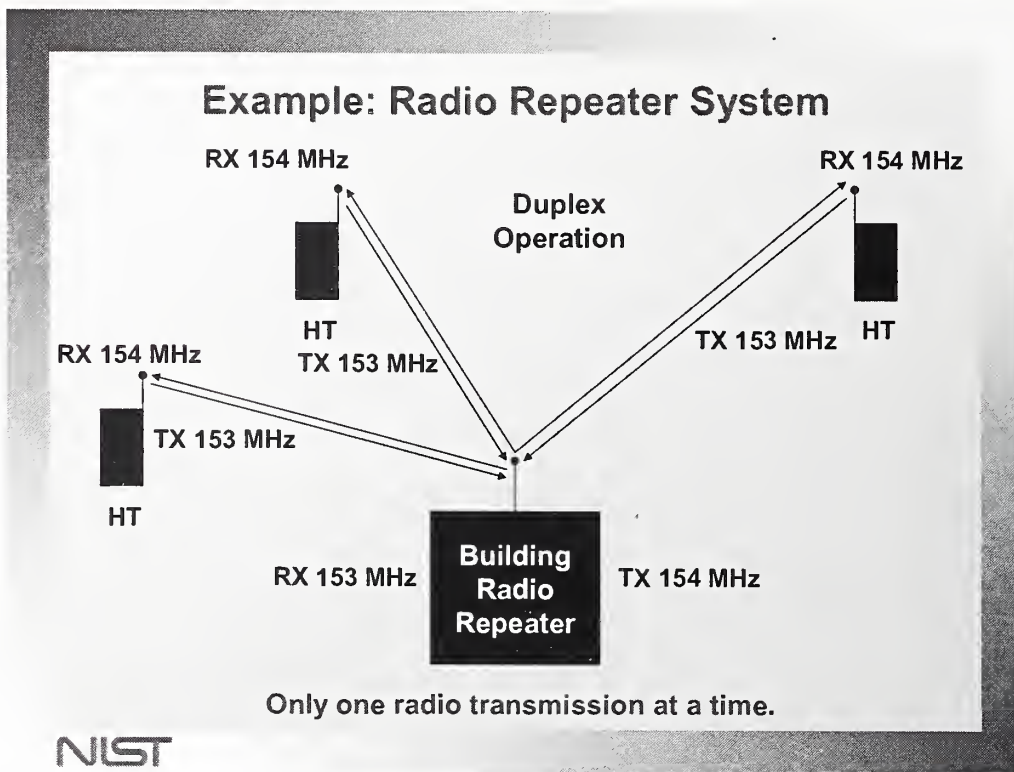 Example: Radio Repeater System
RX 154 MHz
RX 154 MHz
Duplex
Operation
HT
TX 153 MHz
TX 153 MHz
HT
RX 154 MHz
TX 153 MHz
HT
RX 153 MHz
Building
Radio
Repeater
TX 154 MHz
Only one radio transmission at a time.
NIST